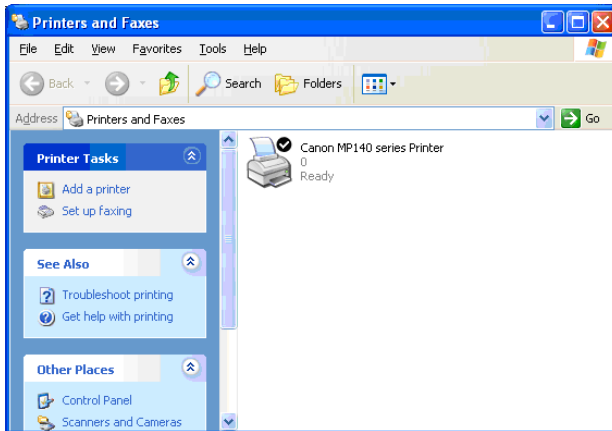 Printers and Faxes
File Edit View Favorites Tools Help
Back Search Folders
Address Printers and Faxes Go
Printer Tasks
Add a printer
Set up faxing
See Also
Troubleshoot printing
Get help with printing
Other Places
Control Panel
Scanners and Cameras
Canon MP140 series Printer
0
Ready